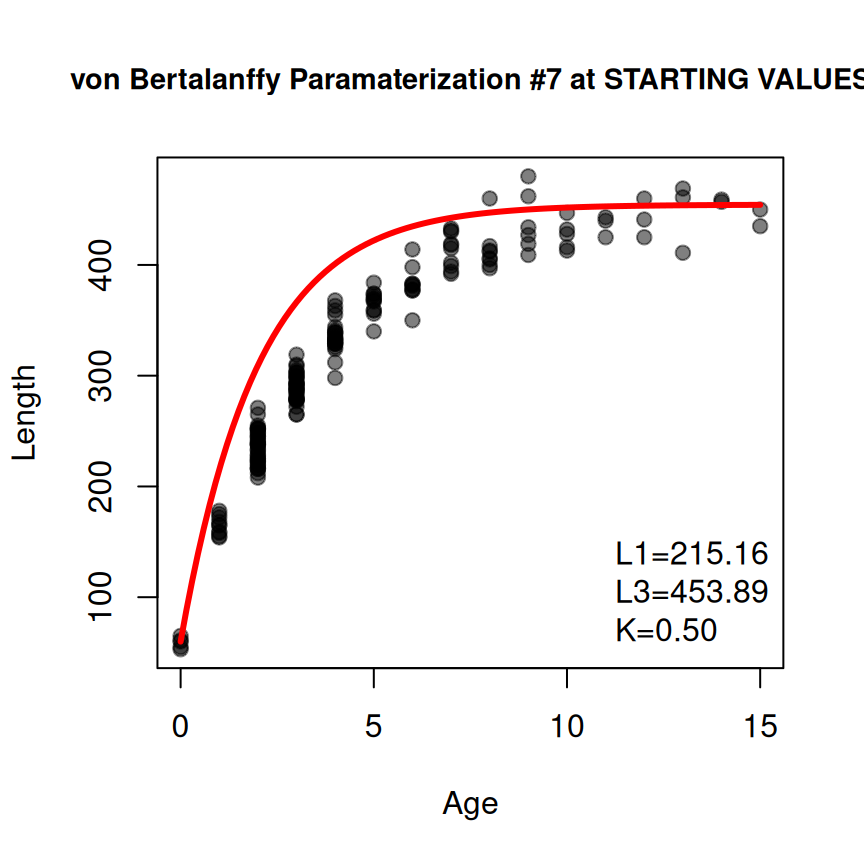 von Bertalanffy Paramaterization #7 at STARTING VALUES
Length
400
300
200
100
L1=215.16
L3=453.89
K=0.50
0 5 10 15
Age